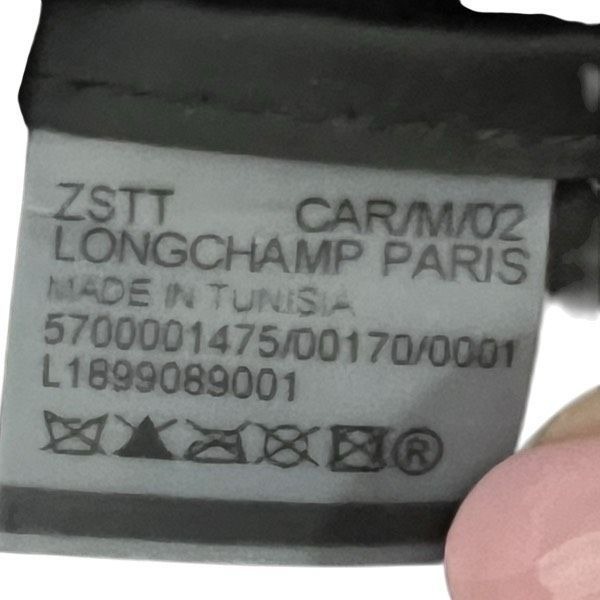 ZSTT CAR/M/02
LONGCHAMP PARIS
MADE IN TUNISIA
5700001475/00170/0001
L1899089001
®